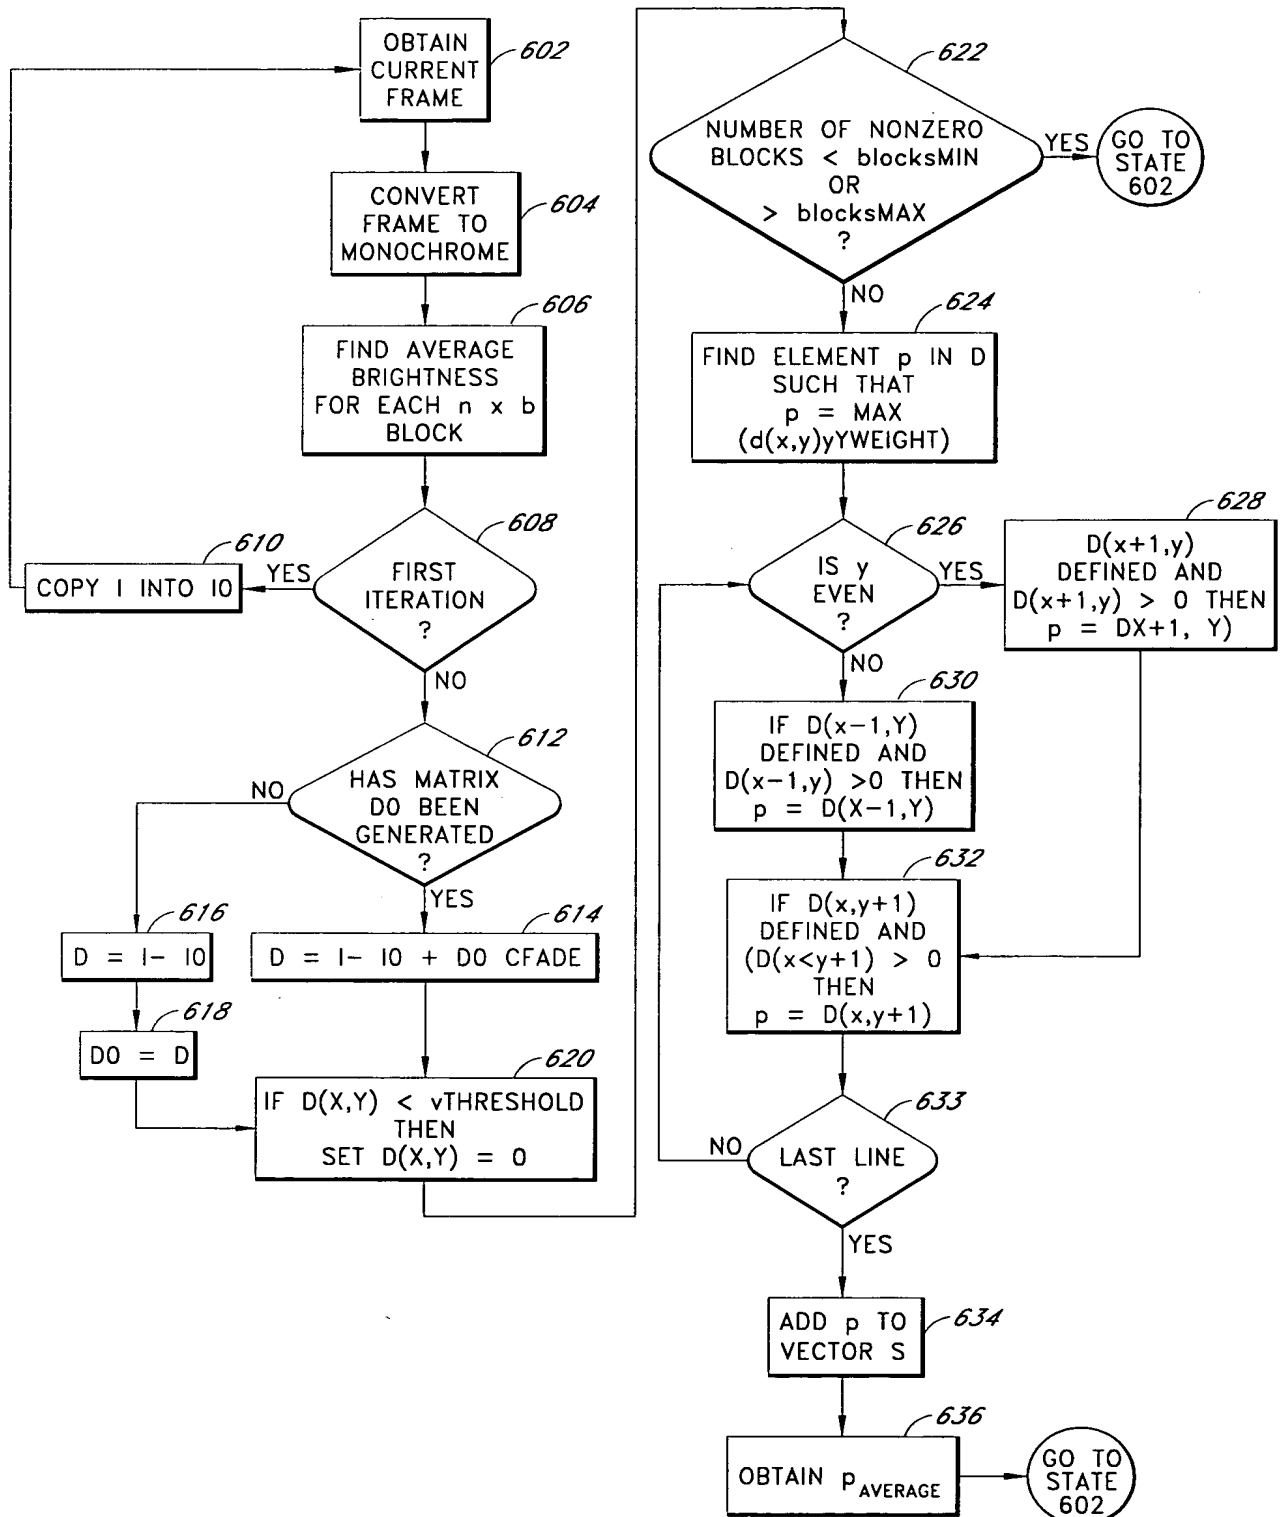 OBTAIN
CURRENT
FRAME
602
CONVERT
FRAME TO
MONOCHROME
604
606
FIND AVERAGE
BRIGHTNESS
FOR EACH n x b
BLOCK
608
FIRST
ITERATION
?
YES
610
COPY I INTO I0
NO
612
HAS MATRIX
D0 BEEN
GENERATED
?
NO
YES
616
D = I- I0
614
D = I- I0 + D0 CFADE
618
D0 = D
620
IF D(X,Y) < vTHRESHOLD
THEN
SET D(X,Y) = 0
622
NUMBER OF NONZERO
BLOCKS < blocksMIN
OR
> blocksMAX
?
YES
GO TO
STATE
602
NO
624
FIND ELEMENT p IN D
SUCH THAT
p = MAX
(d(x,y)yYWEIGHT)
626
IS y
EVEN
?
YES
628
D(x+1,y)
DEFINED AND
D(x+1,y) > 0 THEN
p = DX+1, Y)
NO
630
IF D(x-1,Y)
DEFINED AND
D(x-1,y) >0 THEN
p = D(X-1,Y)
632
IF D(x,y+1)
DEFINED AND
(D(x<y+1) > 0
THEN
p = D(x,y+1)
633
LAST LINE
?
NO
YES
ADD p TO
VECTOR S
634
636
OBTAIN pAVERAGE
GO TO
STATE
602